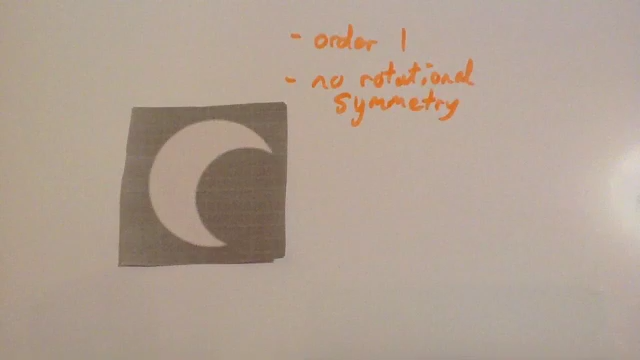 - order 1
- no rotational
symmetry